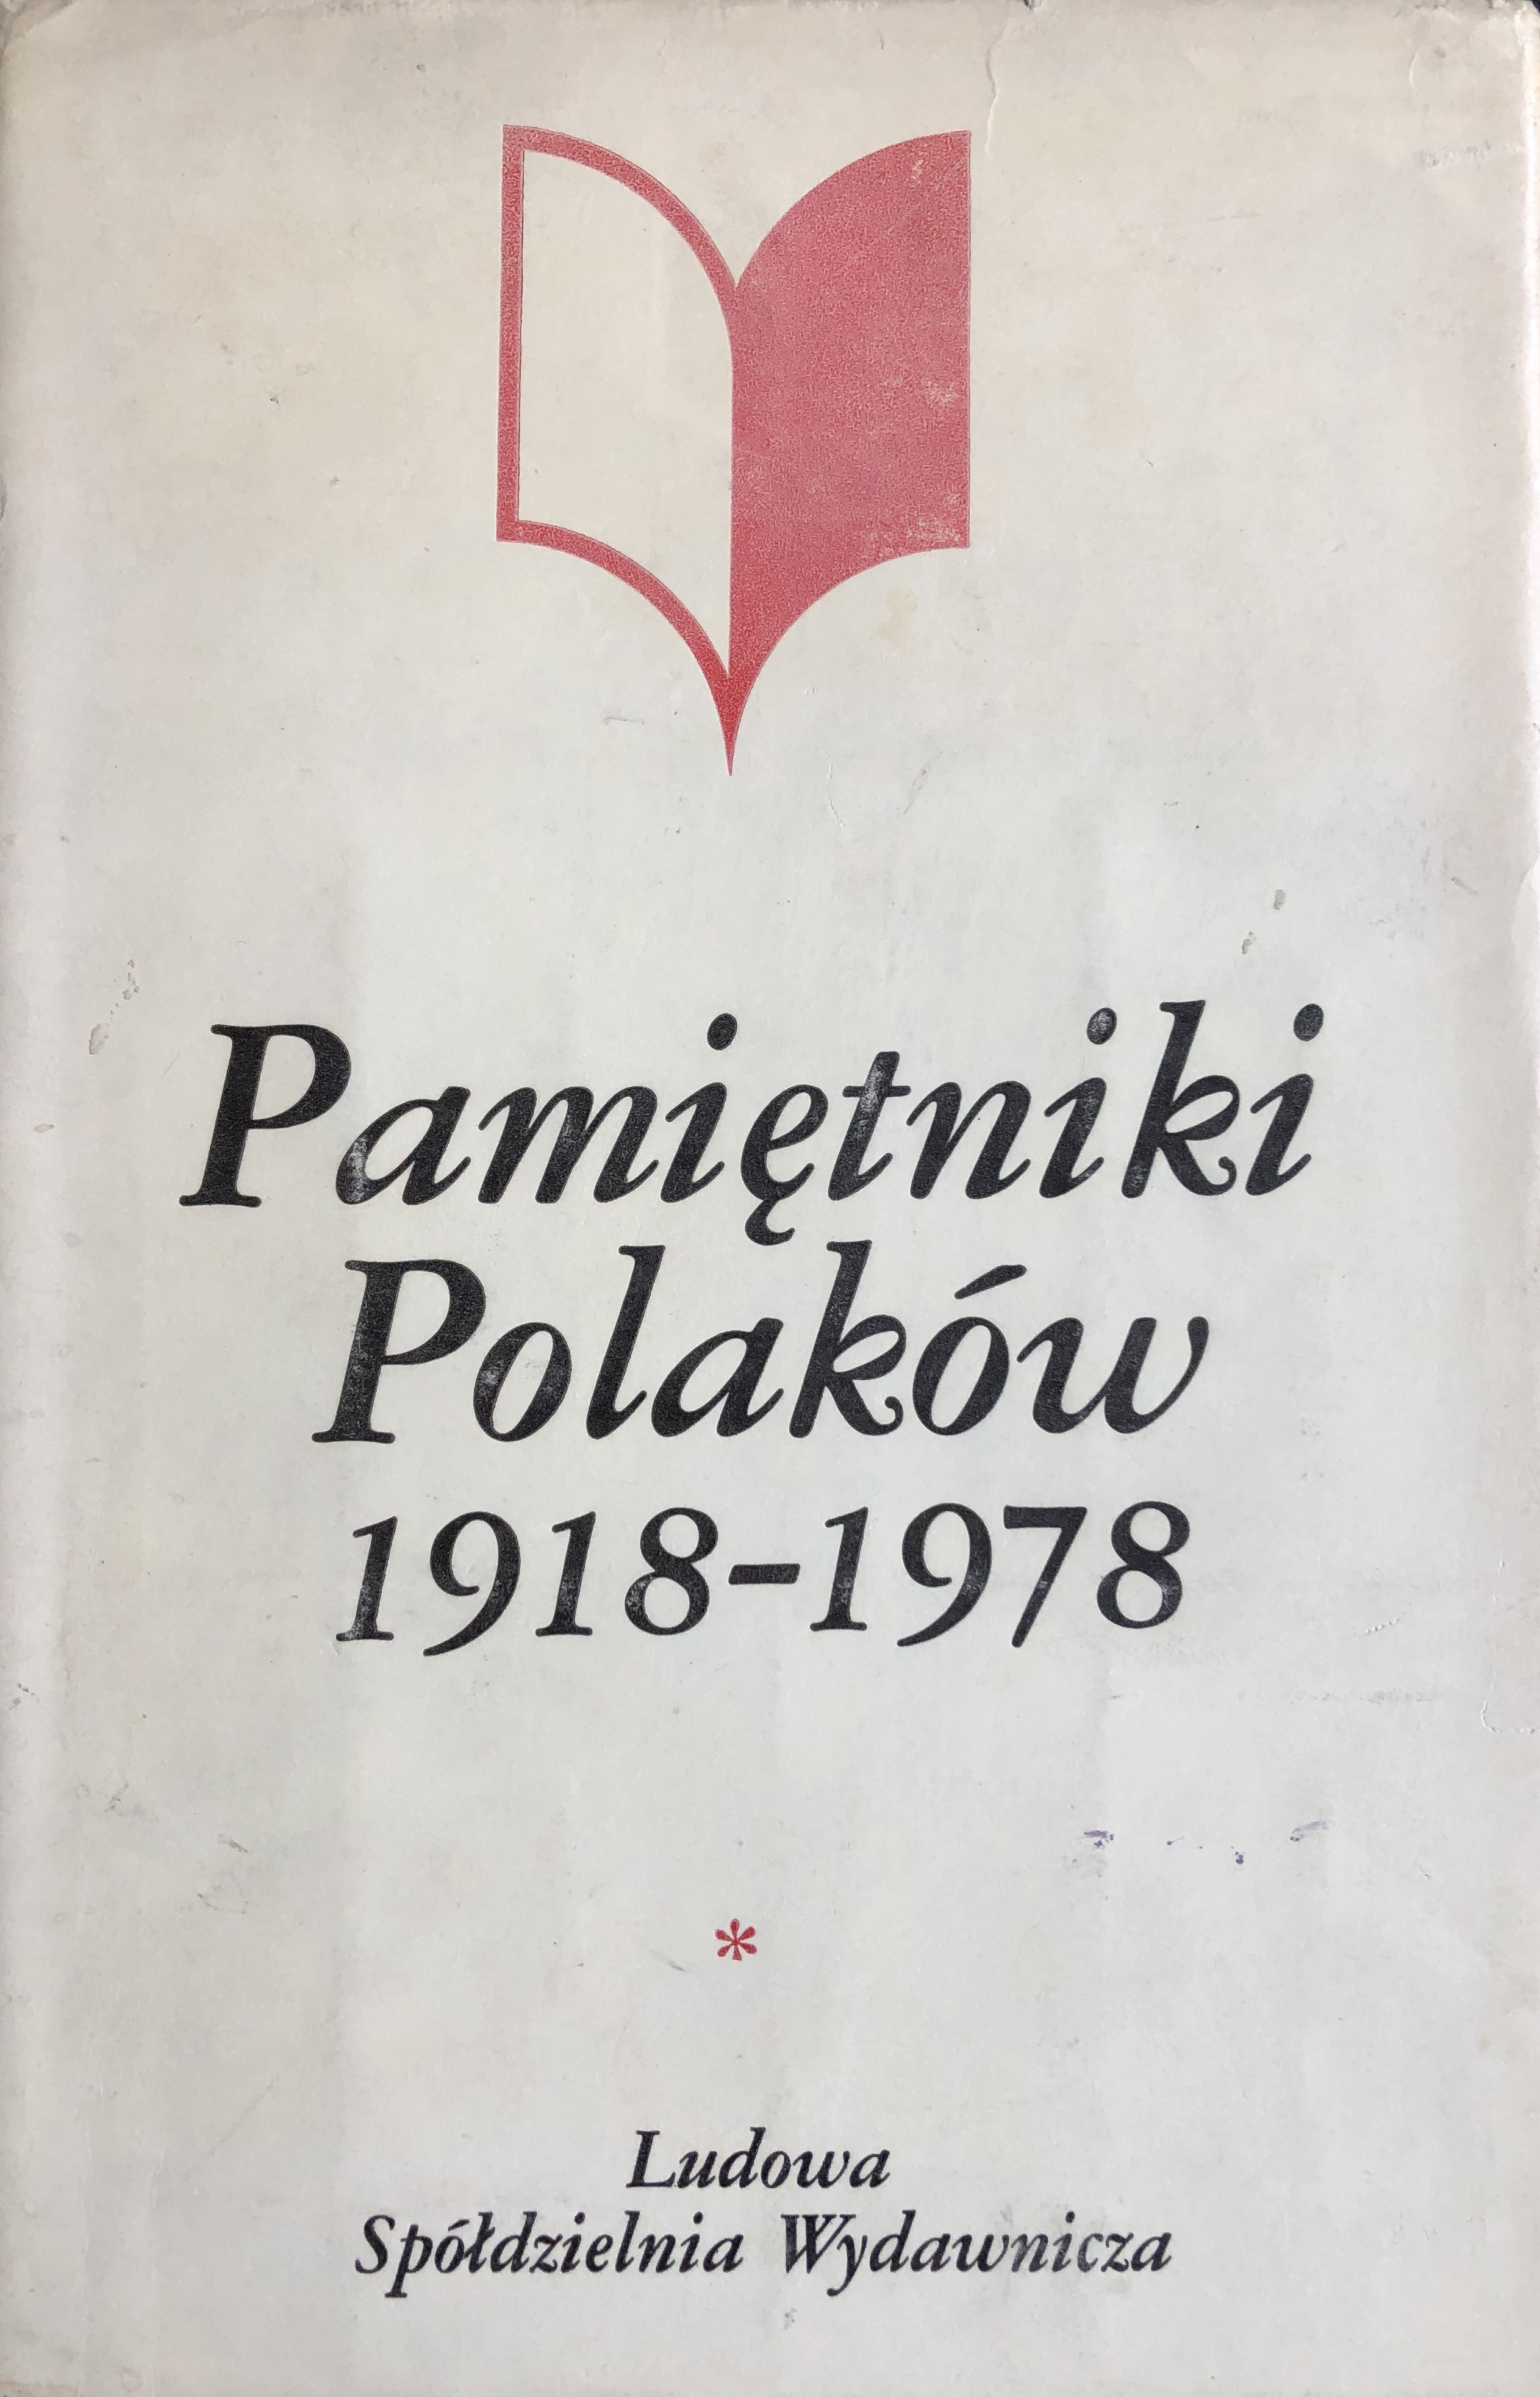 Pamiętniki
Polaków
1918-1978
*
Ludowa
Spółdzielnia Wydawnicza